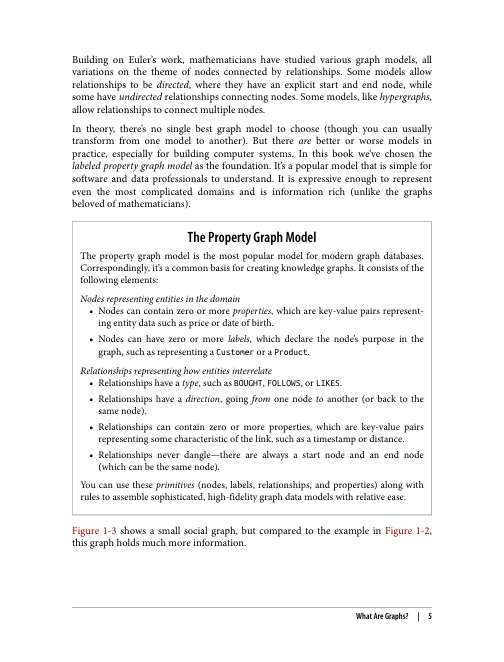 Building on Euler's work, mathematicians have studied various graph models, all
variations on the theme of nodes connected by relationships. Some models allow
relationships to be directed, where they have an explicit start and end node, while
some have undirected relationships connecting nodes. Some models, like hypergraphs,
allow relationships to connect multiple nodes.
In theory, there's no single best graph model to choose (though you can usually
transform from one model to another). But there are better or worse models in
practice, especially for building computer systems. In this book we've chosen the
labeled property graph model as the foundation. It's a popular model that is simple for
software and data professionals to understand. It is expressive enough to represent
even the most complicated domains and is information rich (unlike the graphs
beloved of mathematicians).
The Property Graph Model
The property graph model is the most popular model for modern graph databases.
Correspondingly, it's a common basis for creating knowledge graphs. It consists of the
following elements:
Nodes representing entities in the domain
• Nodes can contain zero or more properties, which are key-value pairs represent-
ing entity data such as price or date of birth.
• Nodes can have zero or more labels, which declare the node's purpose in the
graph, such as representing a Customer or a Product.
Relationships representing how entities interrelate
• Relationships have a type, such as BOUGHT, FOLLOWS, or LIKES.
• Relationships have a direction, going from one node to another (or back to the
same node).
• Relationships can contain zero or more properties, which are key-value pairs
representing some characteristic of the link, such as a timestamp or distance.
• Relationships never dangle—there are always a start node and an end node
(which can be the same node).
You can use these primitives (nodes, labels, relationships, and properties) along with
rules to assemble sophisticated, high-fidelity graph data models with relative ease.
Figure 1-3 shows a small social graph, but compared to the example in Figure 1-2,
this graph holds much more information.
What Are Graphs? | 5